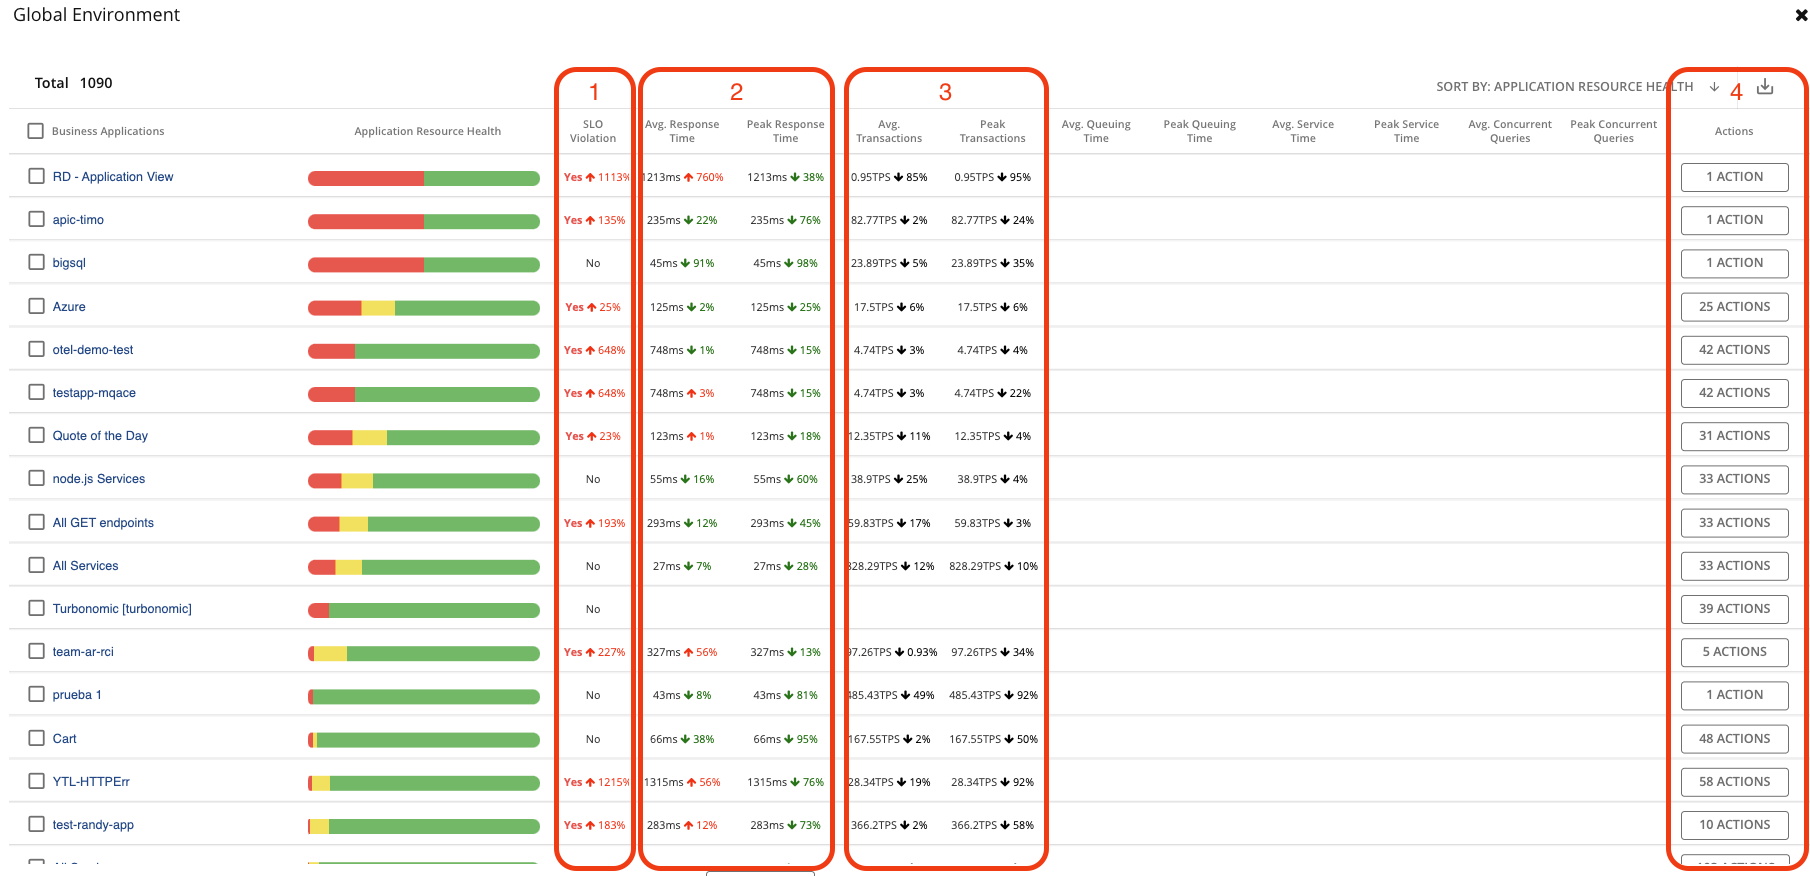 Global Environment ✖
Total 1090
1 2 3 4
SORT BY: APPLICATION RESOURCE HEALTH ↓
Business Applications Application Resource Health SLO Violation Avg. Response Time Peak Response Time Avg. Transactions Peak Transactions Avg. Queuing Time Peak Queuing Time Avg. Service Time Peak Service Time Avg. Concurrent Queries Peak Concurrent Queries Actions
RD - Application View Yes ↑ 1113% 1213ms ↑ 760% 1213ms ↓ 38% 0.95TPS ↓ 85% 0.95TPS ↓ 95% 1 ACTION
apic-timo Yes ↑ 135% 235ms ↓ 22% 235ms ↓ 76% 82.77TPS ↓ 2% 82.77TPS ↓ 24% 1 ACTION
bigsql No 45ms ↓ 91% 45ms ↓ 98% 23.89TPS ↓ 5% 23.89TPS ↓ 35% 1 ACTION
Azure Yes ↑ 25% 125ms ↓ 2% 125ms ↓ 25% 17.5TPS ↓ 6% 17.5TPS ↓ 6% 25 ACTIONS
otel-demo-test Yes ↑ 648% 748ms ↓ 1% 748ms ↓ 15% 4.74TPS ↓ 3% 4.74TPS ↓ 4% 42 ACTIONS
testapp-mqace Yes ↑ 648% 748ms ↑ 3% 748ms ↓ 15% 4.74TPS ↓ 3% 4.74TPS ↓ 22% 42 ACTIONS
Quote of the Day Yes ↑ 23% 123ms ↑ 1% 123ms ↓ 18% 12.35TPS ↓ 11% 12.35TPS ↓ 4% 31 ACTIONS
node.js Services No 55ms ↓ 16% 55ms ↓ 60% 38.9TPS ↓ 25% 38.9TPS ↓ 4% 33 ACTIONS
All GET endpoints Yes ↑ 193% 293ms ↓ 12% 293ms ↓ 45% 59.83TPS ↓ 17% 59.83TPS ↓ 3% 33 ACTIONS
All Services No 27ms ↓ 7% 27ms ↓ 28% 828.29TPS ↓ 12% 828.29TPS ↓ 10% 33 ACTIONS
Turbonomic [turbonomic] No 39 ACTIONS
team-ar-rci Yes ↑ 227% 327ms ↑ 56% 327ms ↓ 13% 97.26TPS ↓ 0.93% 97.26TPS ↓ 34% 5 ACTIONS
prueba 1 No 43ms ↓ 8% 43ms ↓ 81% 485.43TPS ↓ 49% 485.43TPS ↓ 92% 1 ACTION
Cart No 66ms ↓ 38% 66ms ↓ 95% 167.55TPS ↓ 2% 167.55TPS ↓ 50% 48 ACTIONS
YTL-HTTPErr Yes ↑ 1215% 1315ms ↑ 56% 1315ms ↓ 76% 28.34TPS ↓ 19% 28.34TPS ↓ 92% 58 ACTIONS
test-randy-app Yes ↑ 183% 283ms ↑ 12% 283ms ↓ 73% 366.2TPS ↓ 2% 366.2TPS ↓ 58% 10 ACTIONS